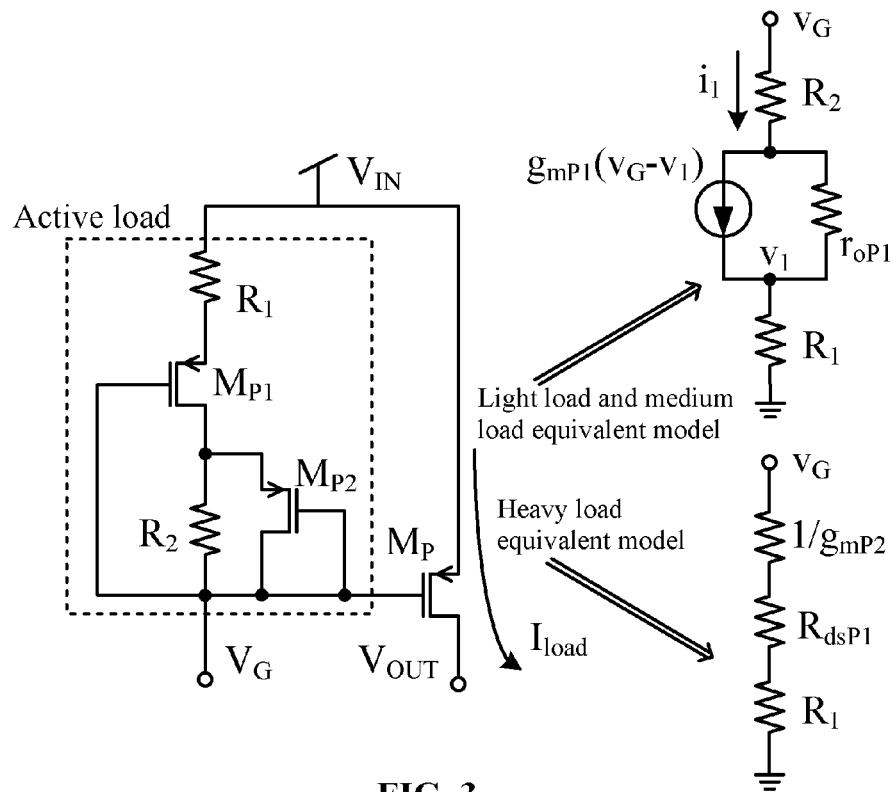 Active load
V_IN
R_1
M_P1
M_P2
R_2
M_P
V_G
V_OUT
I_load
Light load and medium
load equivalent model
Heavy load
equivalent model
v_G
i_1
R_2
g_mP1(v_G-v_1)
r_oP1
v_1
R_1
v_G
1/g_mP2
R_dsP1
R_1
FIG. 3